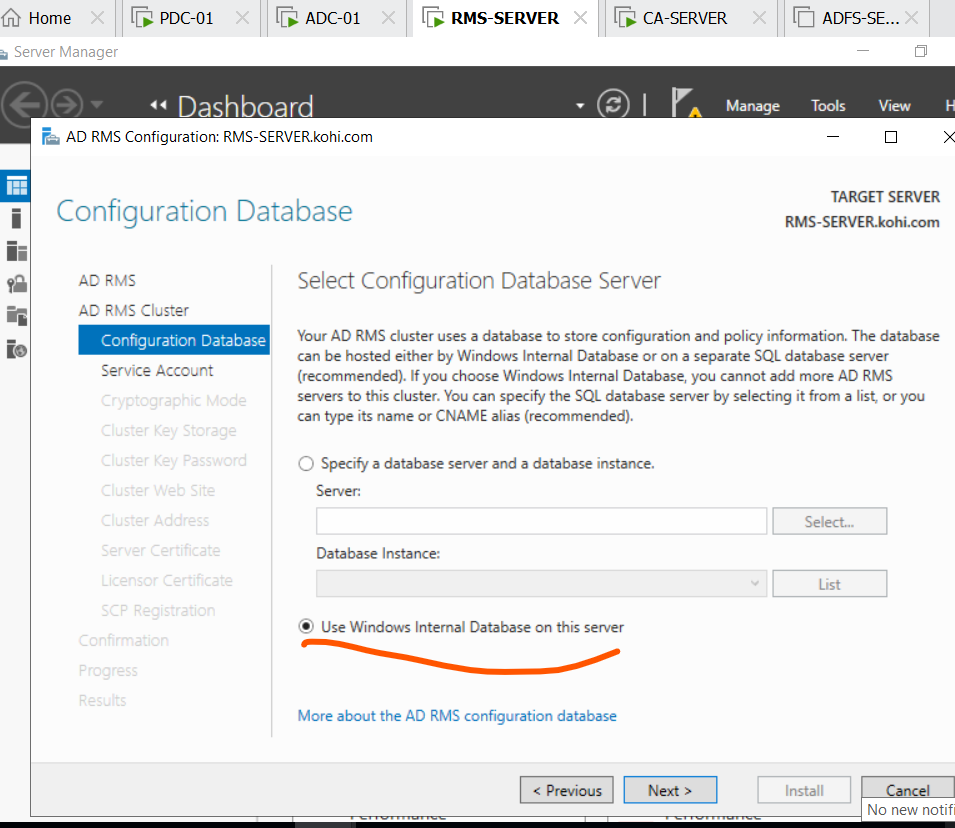 Home PDC-01 ADC-01 RMS-SERVER CA-SERVER ADFS-SE...
Server Manager
Dashboard Manage Tools View H
AD RMS Configuration: RMS-SERVER.kohi.com
Configuration Database
TARGET SERVER
RMS-SERVER.kohi.com
AD RMS
AD RMS Cluster
Configuration Database
Service Account
Cryptographic Mode
Cluster Key Storage
Cluster Key Password
Cluster Web Site
Cluster Address
Server Certificate
Licensor Certificate
SCP Registration
Confirmation
Progress
Results
Select Configuration Database Server
Your AD RMS cluster uses a database to store configuration and policy information. The database
can be hosted either by Windows Internal Database or on a separate SQL database server
(recommended). If you choose Windows Internal Database, you cannot add more AD RMS
servers to this cluster. You can specify the SQL database server by selecting it from a list, or you
can type its name or CNAME alias (recommended).
Specify a database server and a database instance.
Server:
Select...
Database Instance:
List
Use Windows Internal Database on this server
More about the AD RMS configuration database
< Previous Next > Install Cancel
No new notifi
Performance Performance